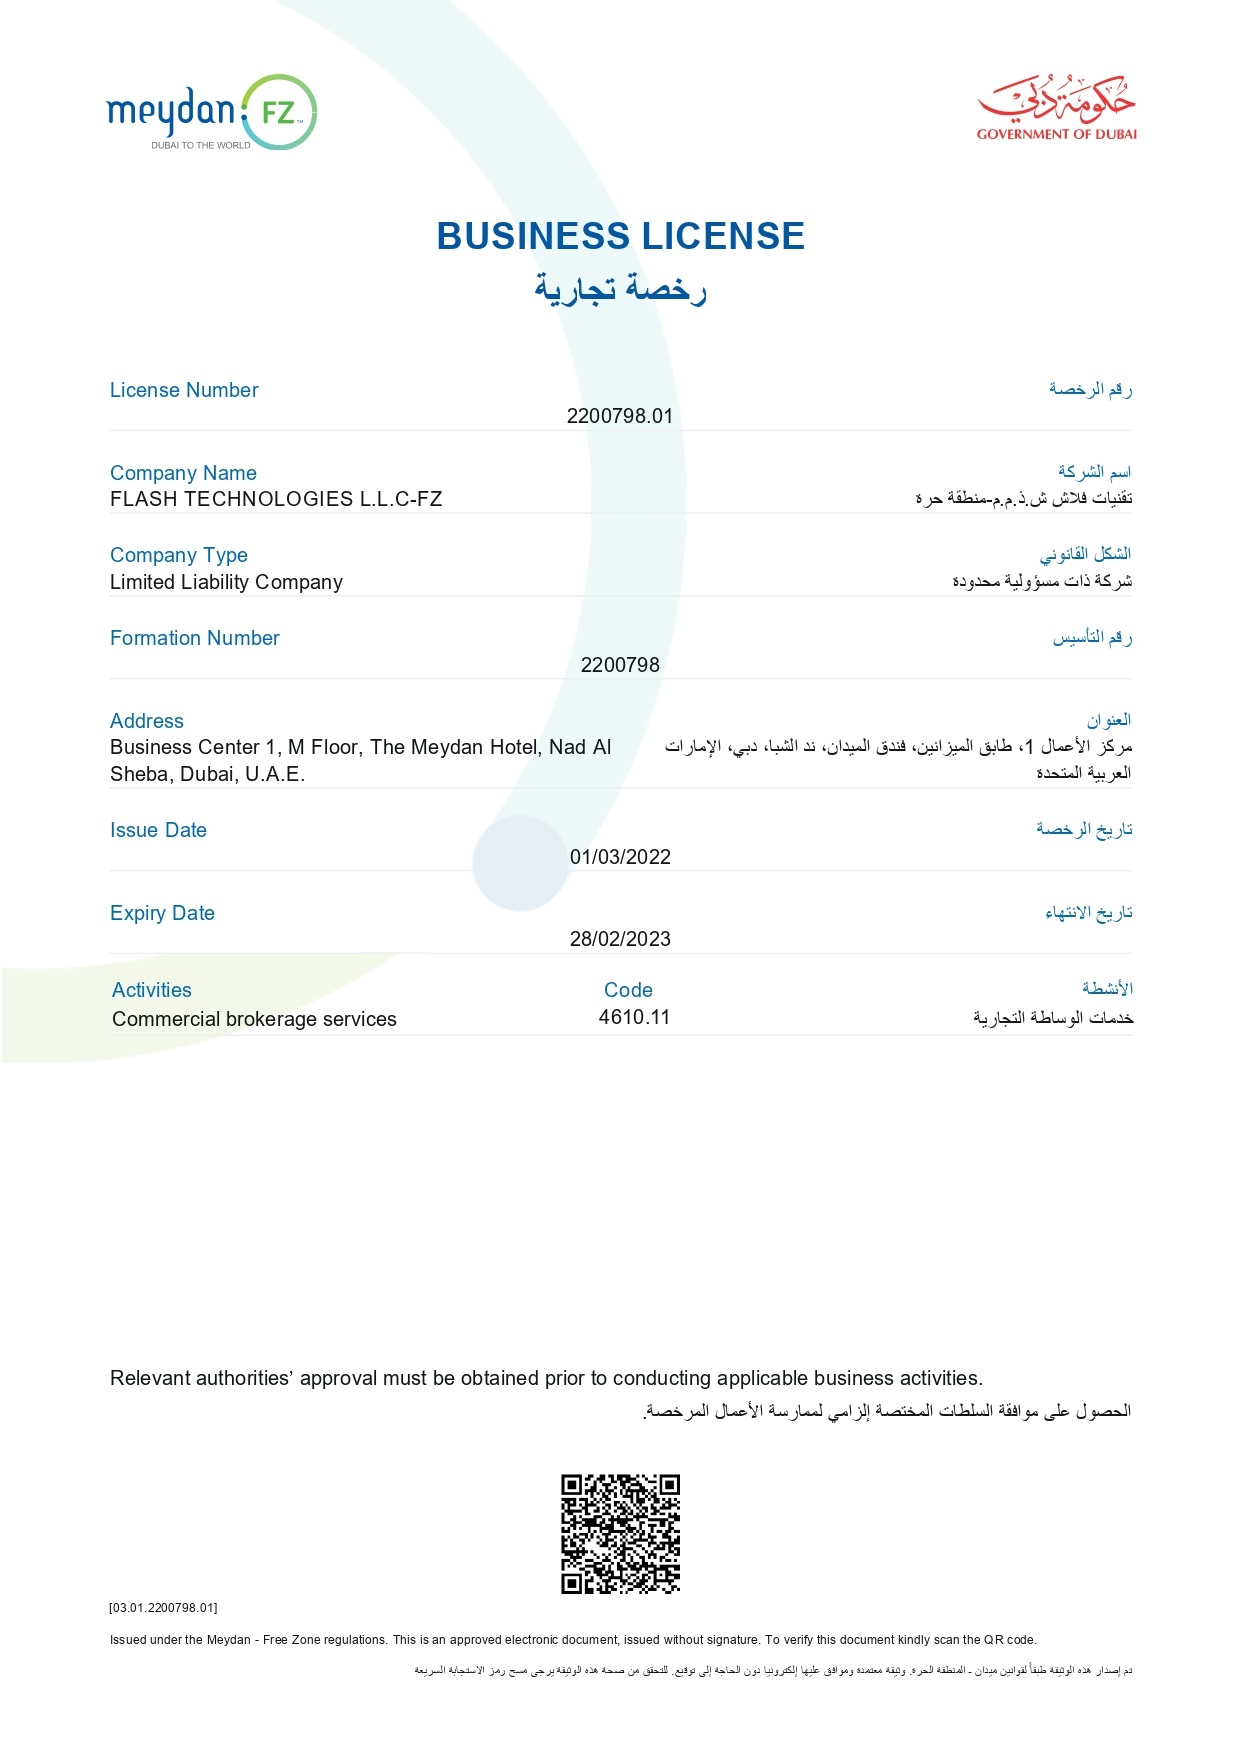 meydan: FZ™
DUBAI TO THE WORLD
حكومة دبي
GOVERNMENT OF DUBAI
BUSINESS LICENSE
رخصة تجارية
License Number
رقم الرخصة
2200798.01
Company Name
اسم الشركة
FLASH TECHNOLOGIES L.L.C-FZ
تقنيات فلاش ش.ذ.م.م-منطقة حرة
Company Type
الشكل القانوني
Limited Liability Company
شركة ذات مسؤولية محدودة
Formation Number
رقم التأسيس
2200798
Address
العنوان
Business Center 1, M Floor, The Meydan Hotel, Nad Al
Sheba, Dubai, U.A.E.
مركز الأعمال 1، طابق الميزانين، فندق الميدان، ند الشبا، دبي، الإمارات
العربية المتحدة
Issue Date
تاريخ الرخصة
01/03/2022
Expiry Date
تاريخ الانتهاء
28/02/2023
Activities
Code
الأنشطة
Commercial brokerage services
4610.11
خدمات الوساطة التجارية
Relevant authorities’ approval must be obtained prior to conducting applicable business activities.
الحصول على موافقة السلطات المختصة إلزامي لممارسة الأعمال المرخصة.
[03.01.2200798.01]
Issued under the Meydan - Free Zone regulations. This is an approved electronic document, issued without signature. To verify this document kindly scan the QR code.
تم إصدار هذه الوثيقة طبقاً لقوانين ميدان - المنطقة الحرة. وثيقة معتمدة وموافق عليها إلكترونيا دون الحاجة إلى توقيع. للتحقق من صحة هذه الوثيقة يرجى مسح رمز الاستجابة السريعة